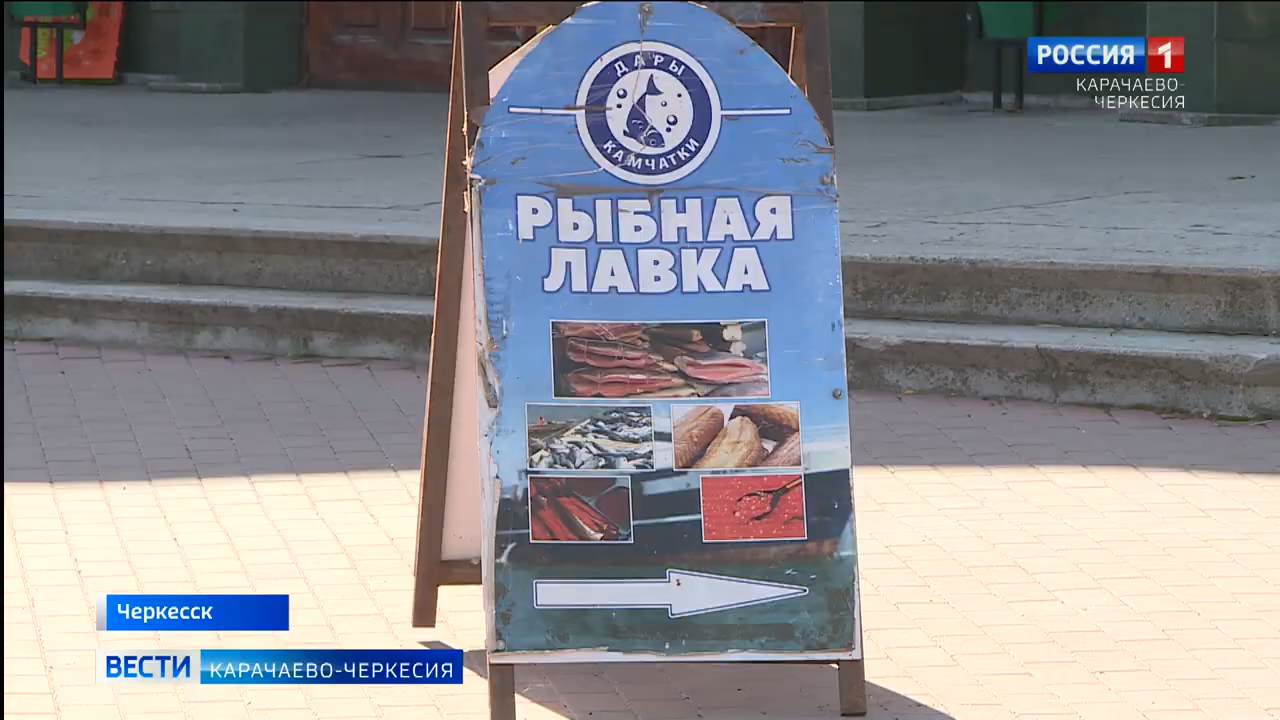 РОССИЯ 1
КАРАЧАЕВО-
ЧЕРКЕСИЯ
ДАРЫ
КАМЧАТКИ
РЫБНАЯ
ЛАВКА
Черкесск
ВЕСТИ КАРАЧАЕВО-ЧЕРКЕСИЯ